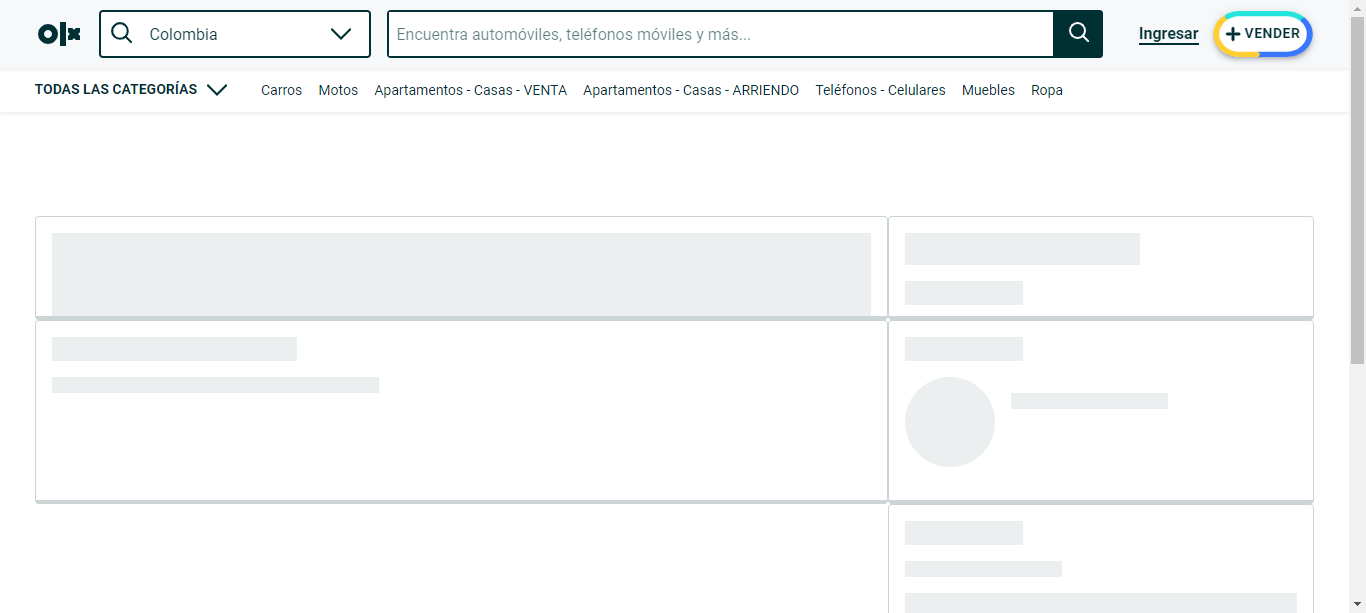 olx
Colombia
Encuentra automóviles, teléfonos móviles y más...
Ingresar
VENDER
TODAS LAS CATEGORÍAS
Carros
Motos
Apartamentos - Casas - VENTA
Apartamentos - Casas - ARRIENDO
Teléfonos - Celulares
Muebles
Ropa